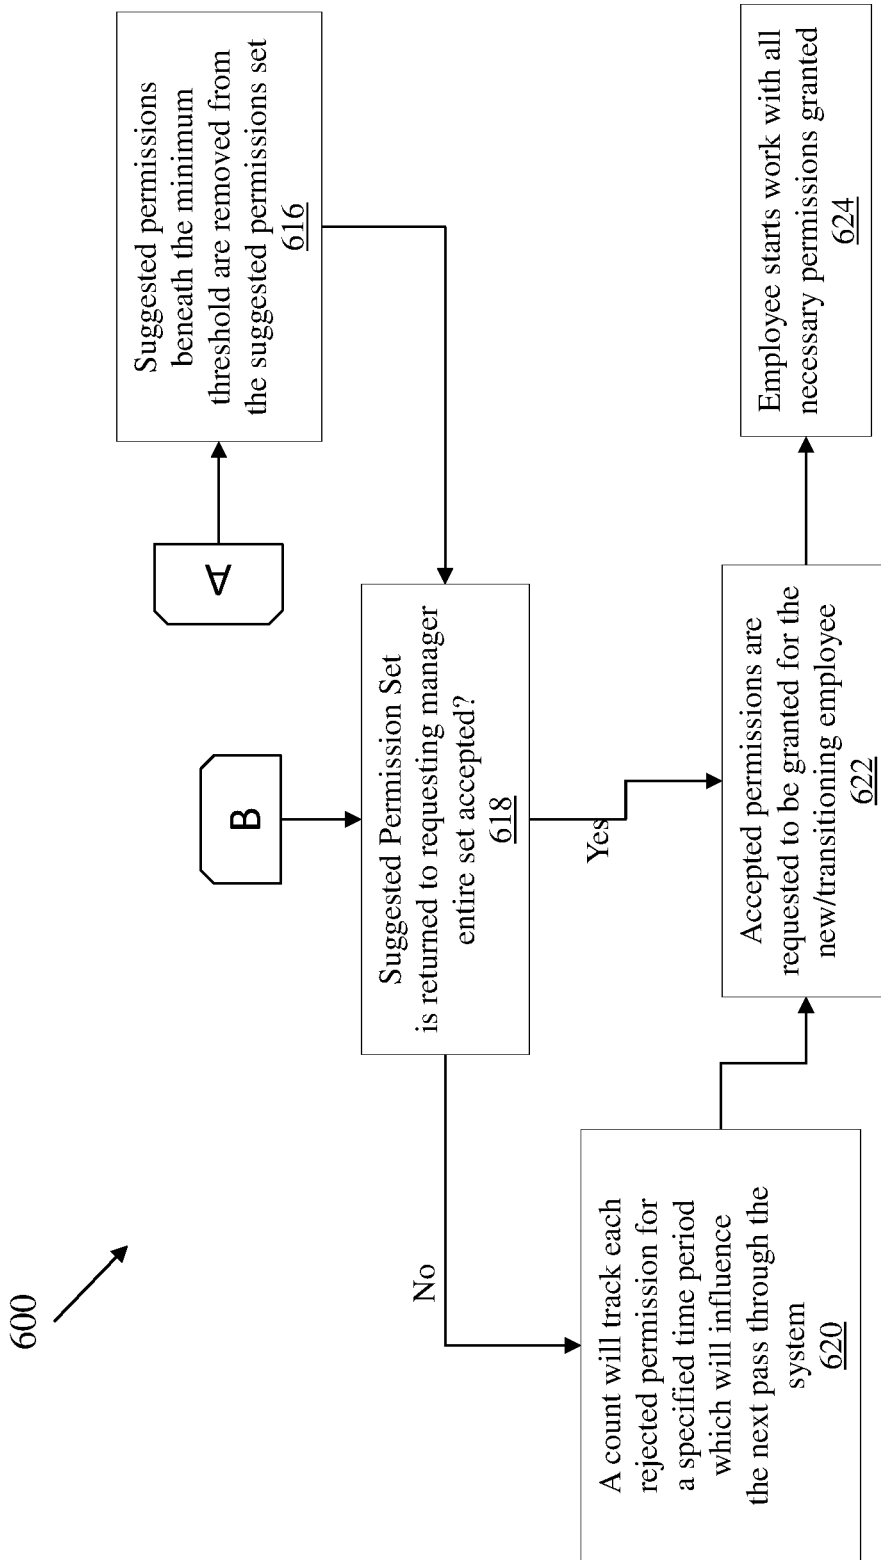 600
A
Suggested permissions
beneath the minimum
threshold are removed from
the suggested permissions set
616
B
Suggested Permission Set
is returned to requesting manager
entire set accepted?
618
No
Yes
A count will track each
rejected permission for
a specified time period
which will influence
the next pass through the
system
620
Accepted permissions are
requested to be granted for the
new/transitioning employee
622
Employee starts work with all
necessary permissions granted
624